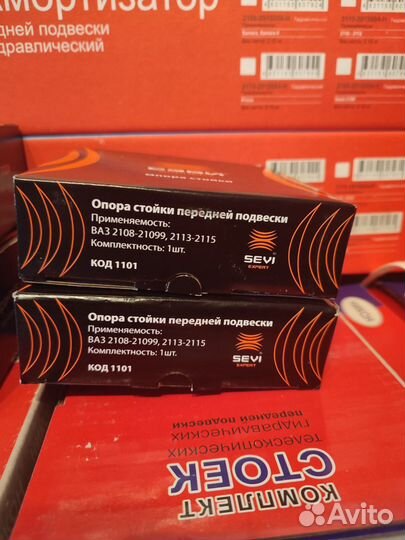 Амортизатор
передней подвески
гидравлический
Опора стойки передней подвески
Применяемость:
ВАЗ 2108-21099, 2113-2115
Комплектность: 1шт.
КОД 1101
SEVI
EXPERT
Опора стойки передней подвески
Применяемость:
ВАЗ 2108-21099, 2113-2115
Комплектность: 1шт.
КОД 1101
SEVI
EXPERT
КОМПЛЕКТ
СТОЕК
ТЕЛЕСКОПИЧЕСКИХ
ГИДРАВЛИЧЕСКИХ
передней подвески
Avito